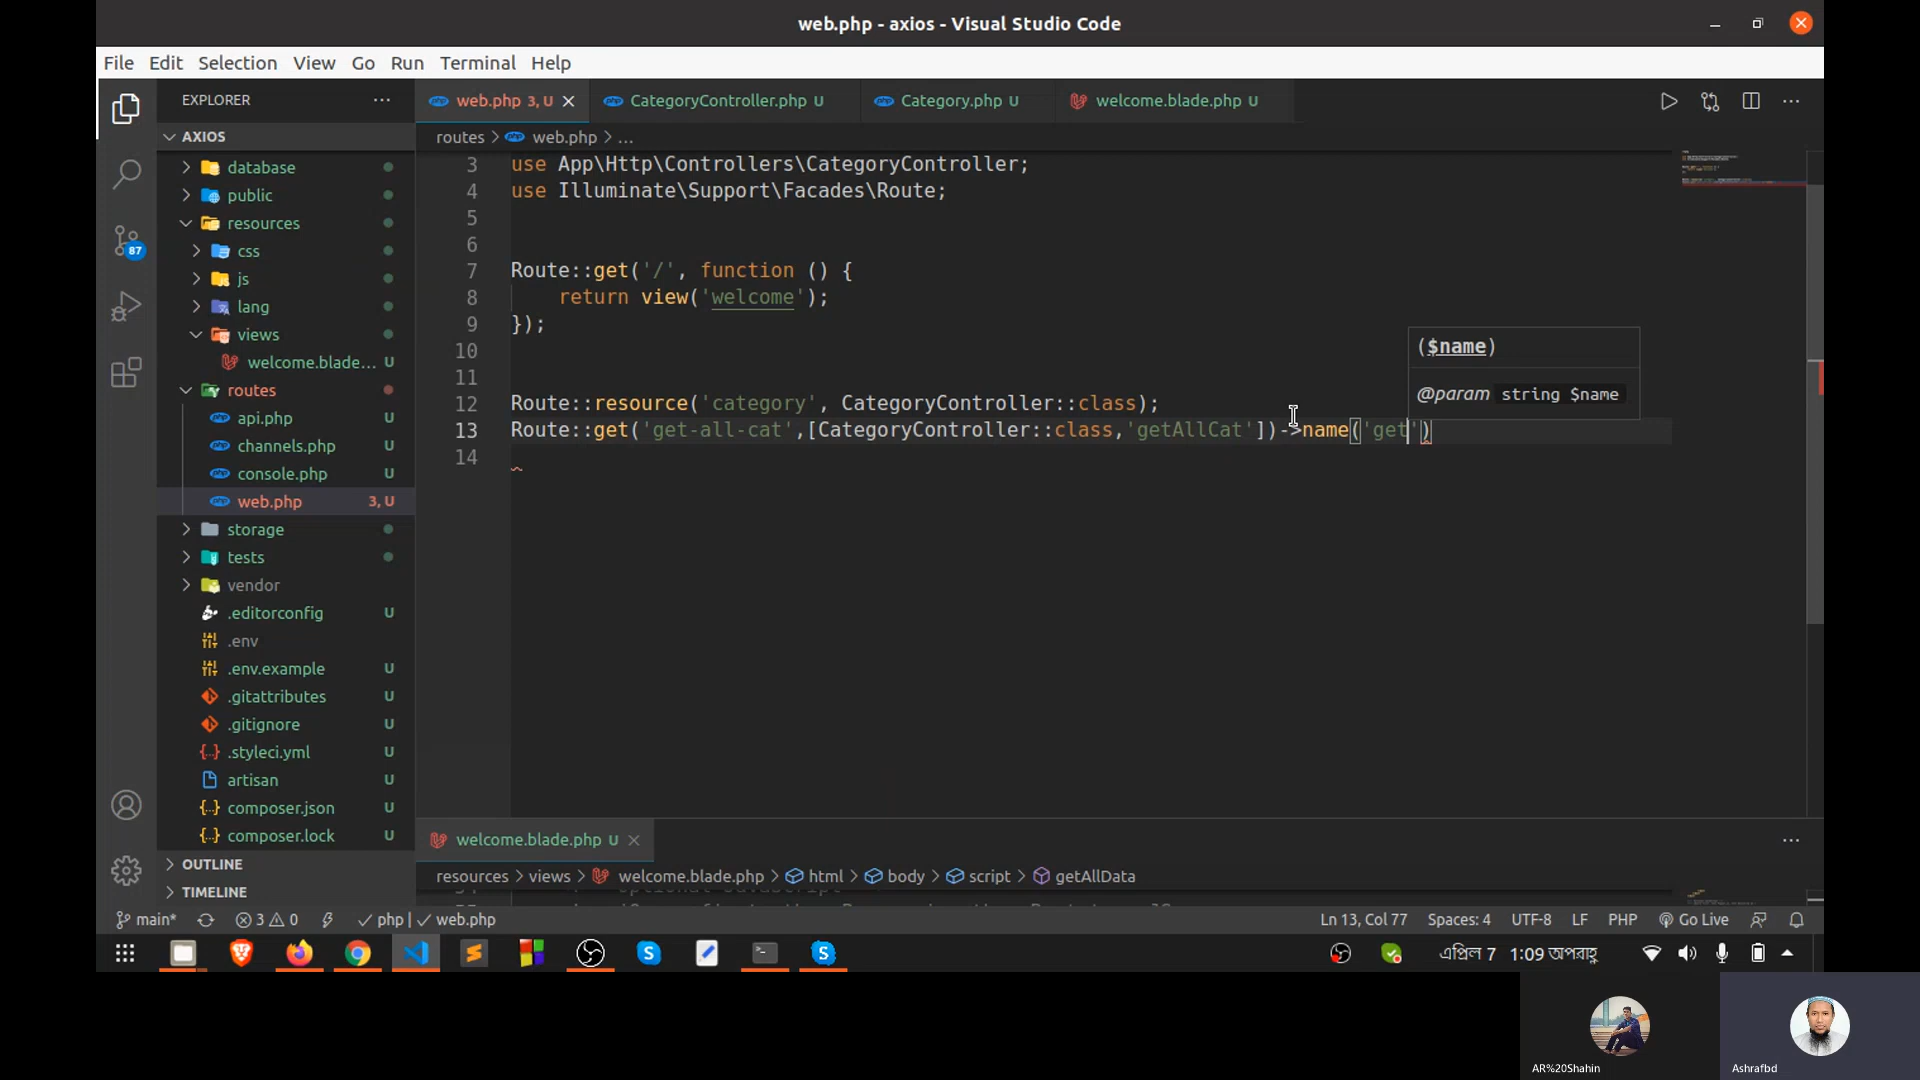 web.php - axios - Visual Studio Code
File Edit Selection View Go Run Terminal Help
EXPLORER ···
web.php 3, U
CategoryController.php U
Category.php U
welcome.blade.php U
AXIOS
routes > web.php > ...
database
public
resources
css
js
lang
views
welcome.blade... U
routes
api.php U
channels.php U
console.php U
web.php 3, U
storage
tests
vendor
.editorconfig U
.env
.env.example U
.gitattributes U
.gitignore U
.styleci.yml U
artisan U
composer.json U
composer.lock U
OUTLINE
TIMELINE
3 use App\Http\Controllers\CategoryController;
4 use Illuminate\Support\Facades\Route;
5
6
7 Route::get('/', function () {
8 return view('welcome');
9 });
10
11
12 Route::resource('category', CategoryController::class);
13 Route::get('get-all-cat',[CategoryController::class,'getAllCat'])->name('get')
14
($name)
@param string $name
welcome.blade.php U
resources > views > welcome.blade.php > html > body > script > getAllData
87
main* 3 0 php | web.php
Ln 13, Col 77 Spaces: 4 UTF-8 LF PHP Go Live
এপ্রিল 7 1:09 অপরাহ্ণ
AR%20Shahin
Ashrafbd